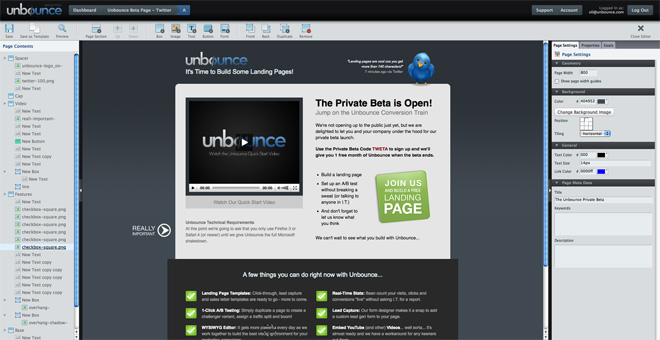 unbounce
Dashboard
Unbounce Beta Page – Twitter
A
Support
Account
Logged in as:
Log Out
Save
Save as Template
Preview
Page Section
Up
Down
Box
Image
Text
Button
Form
Front
Back
Duplicate
Remove
Close Editor
Page Contents
Spacer
unbounce-logo_on-
New Text
twitter-100.png
New Text
Cap
Video
New Text
rash-important-
New Text
New Button
New Text
New Text copy
New Text
New Box
New Text
line
Features
New Text
checkbox-square.png
checkbox-square.png
checkbox-square.png
checkbox-square.png
checkbox-square.png
checkbox-square.png
New Text
New Text copy
New Text copy
New Text copy
New Text copy
New Text copy
New Box
overhang-
New Box
overhang-shadow-
Base
New Text
unbounce
It's Time to Build Some Landing Pages!
"Landing pages are cool you get
more than 140 characters!"
7 minutes ago via Twitter
unbounce
Watch the Unbounce Quick Start Video
00:00
00:00
Watch Our Quick Start Video
REALLY
IMPORTANT
Unbounce Technical Requirements
At this point we're going to ask that you only use Firefox 3 or
Safari 4 (or newer) until we give Unbounce the full Microsoft
shakedown.
The Private Beta is Open!
Jump on the Unbounce Conversion Train
We're not opening up to the public just yet, but we are
delighted to let you and your company under the hood for our
private beta launch.
Use the Private Beta Code TWETA to sign up and we'll
give you 1 free month of Unbounce when the beta ends.
• Build a landing page
• Set up an A/B test
without breaking a
sweat (or talking to
anyone in I.T.)
• And don't forget to
let us know what
you think
JOIN US
AND BUILD A FREE
LANDING
PAGE
We can't wait to see what you build with Unbounce...
A few things you can do right now with Unbounce...
Landing Page Templates: Click-through, lead capture
and sales letter templates are ready to go - more to come.
1-Click A/B Testing: Simply duplicate a page to create a
challenger variant, assign a traffic split and boom!
WYSIWYG Editor: It gets more powerful every day as we
work together to build the best page creation environment for your
Real-Time Stats: Watch your visits, clicks and
conversions "live" without asking I.T. for a report.
Lead Capture: Our form designer makes it a snap to add
a custom lead gen form to your page.
Embed YouTube (and other) Videos... well sorta. It's
almost ready and we have a workaround for anyone keen
Page Settings
Properties
Goals
Page Settings
Geometry
Page Width
800
Show page width guides
Background
Color
# 404952
Change Background Image
Position
Tiling
Horizontal
General
Text Color
# 000
Text Size
14px
Link Color
# 0000ff
Page Meta Data
Title
The Unbounce Private Beta
Keywords
Description